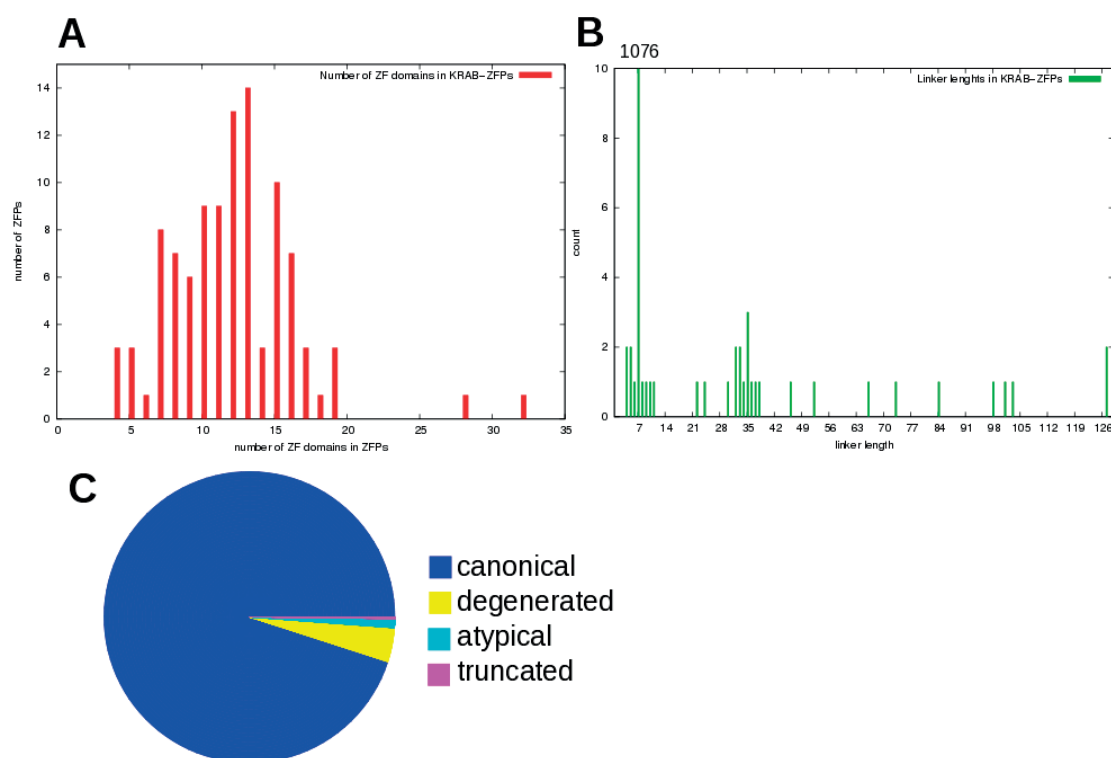 A
Number of ZF domains in KRAB-ZFPs
14
12
10
8
6
4
2
0
number of ZFPs
0 5 10 15 20 25 30 35
number of ZF domains in ZFPs
B
1076
Linker lenghts in KRAB-ZFPs
10
8
6
4
2
0
count
7 14 21 28 35 42 49 56 63 70 77 84 91 98 105 112 119 126
linker length
C
canonical
degenerated
atypical
truncated